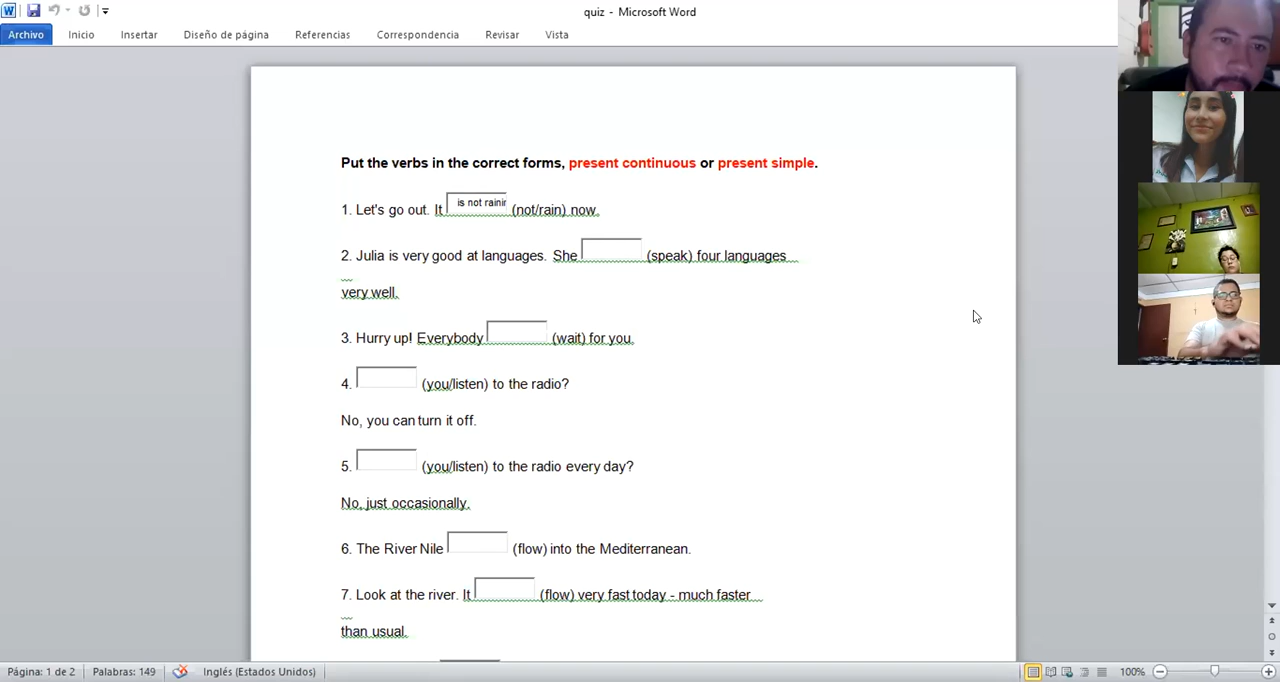 quiz - Microsoft Word
Archivo Inicio Insertar Diseño de página Referencias Correspondencia Revisar Vista
Put the verbs in the correct forms, present continuous or present simple.
1. Let's go out. It is not rainin (not/rain) now.
2. Julia is very good at languages. She (speak) four languages
very well.
3. Hurry up! Everybody (wait) for you.
4. (you/listen) to the radio?
No, you can turn it off.
5. (you/listen) to the radio every day?
No, just occasionally.
6. The River Nile (flow) into the Mediterranean.
7. Look at the river. It (flow) very fast today - much faster
than usual.
Página: 1 de 2 Palabras: 149 Inglés (Estados Unidos) 100%